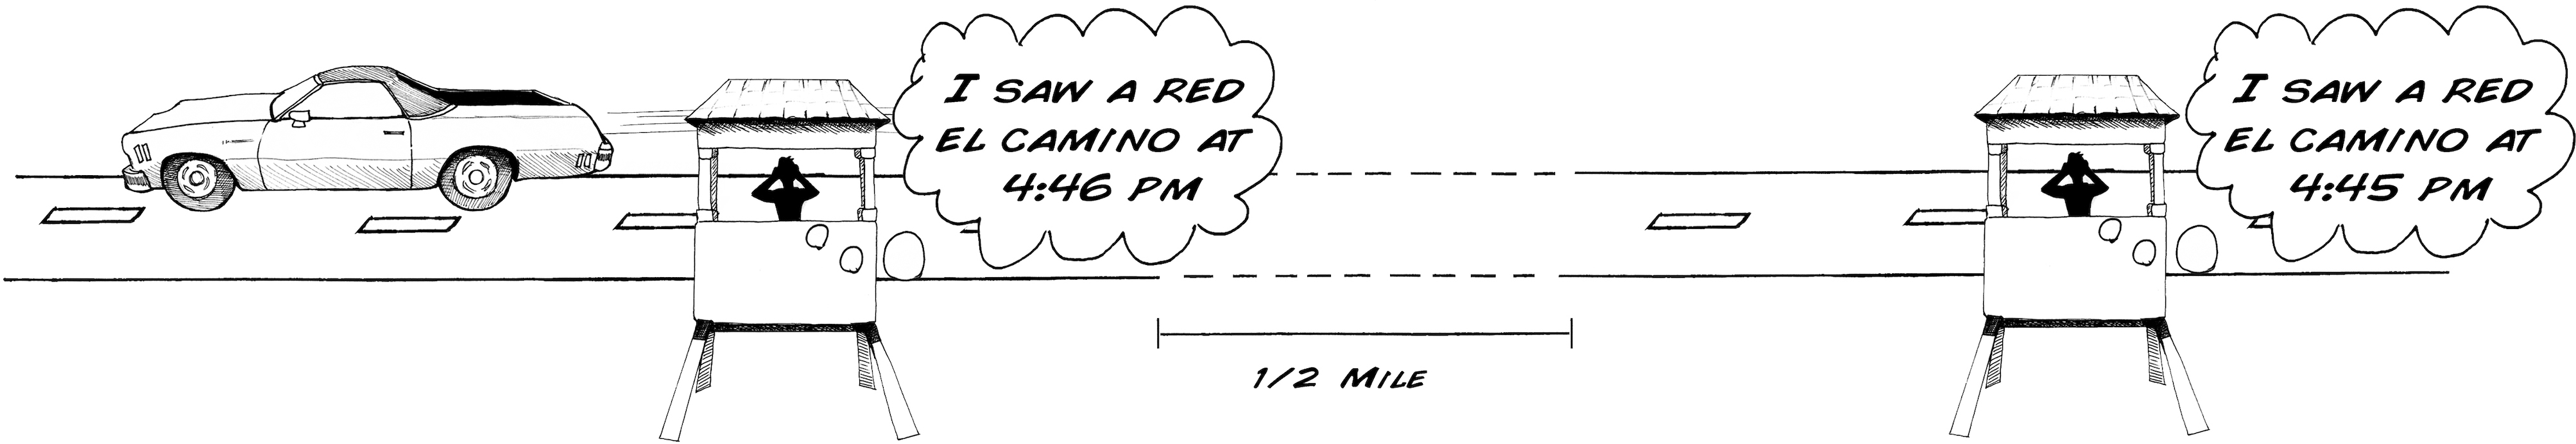 I SAW A RED
EL CAMINO AT
4:46 PM
I SAW A RED
EL CAMINO AT
4:45 PM
1/2 MILE